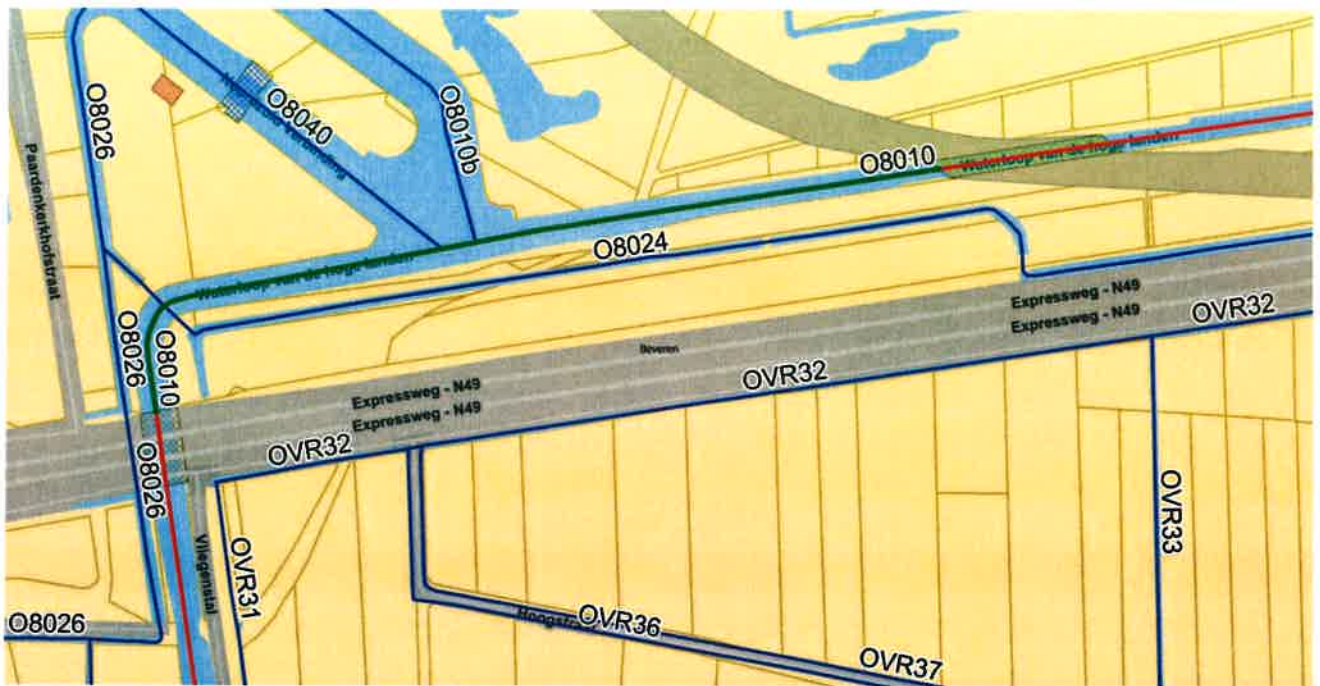 O8026
O8040
O8010b
O8010
Waterloop van de hoge landen
Paardenkerkhofstraat
O8024
Waterloop van de hoge landen
Expressweg - N49
Expressweg - N49
OVR32
O8026
O8010
Beveren
OVR32
Expressweg - N49
Expressweg - N49
OVR32
O8026
OVR33
Vliegenstal
OVR31
O8026
OVR36
OVR37